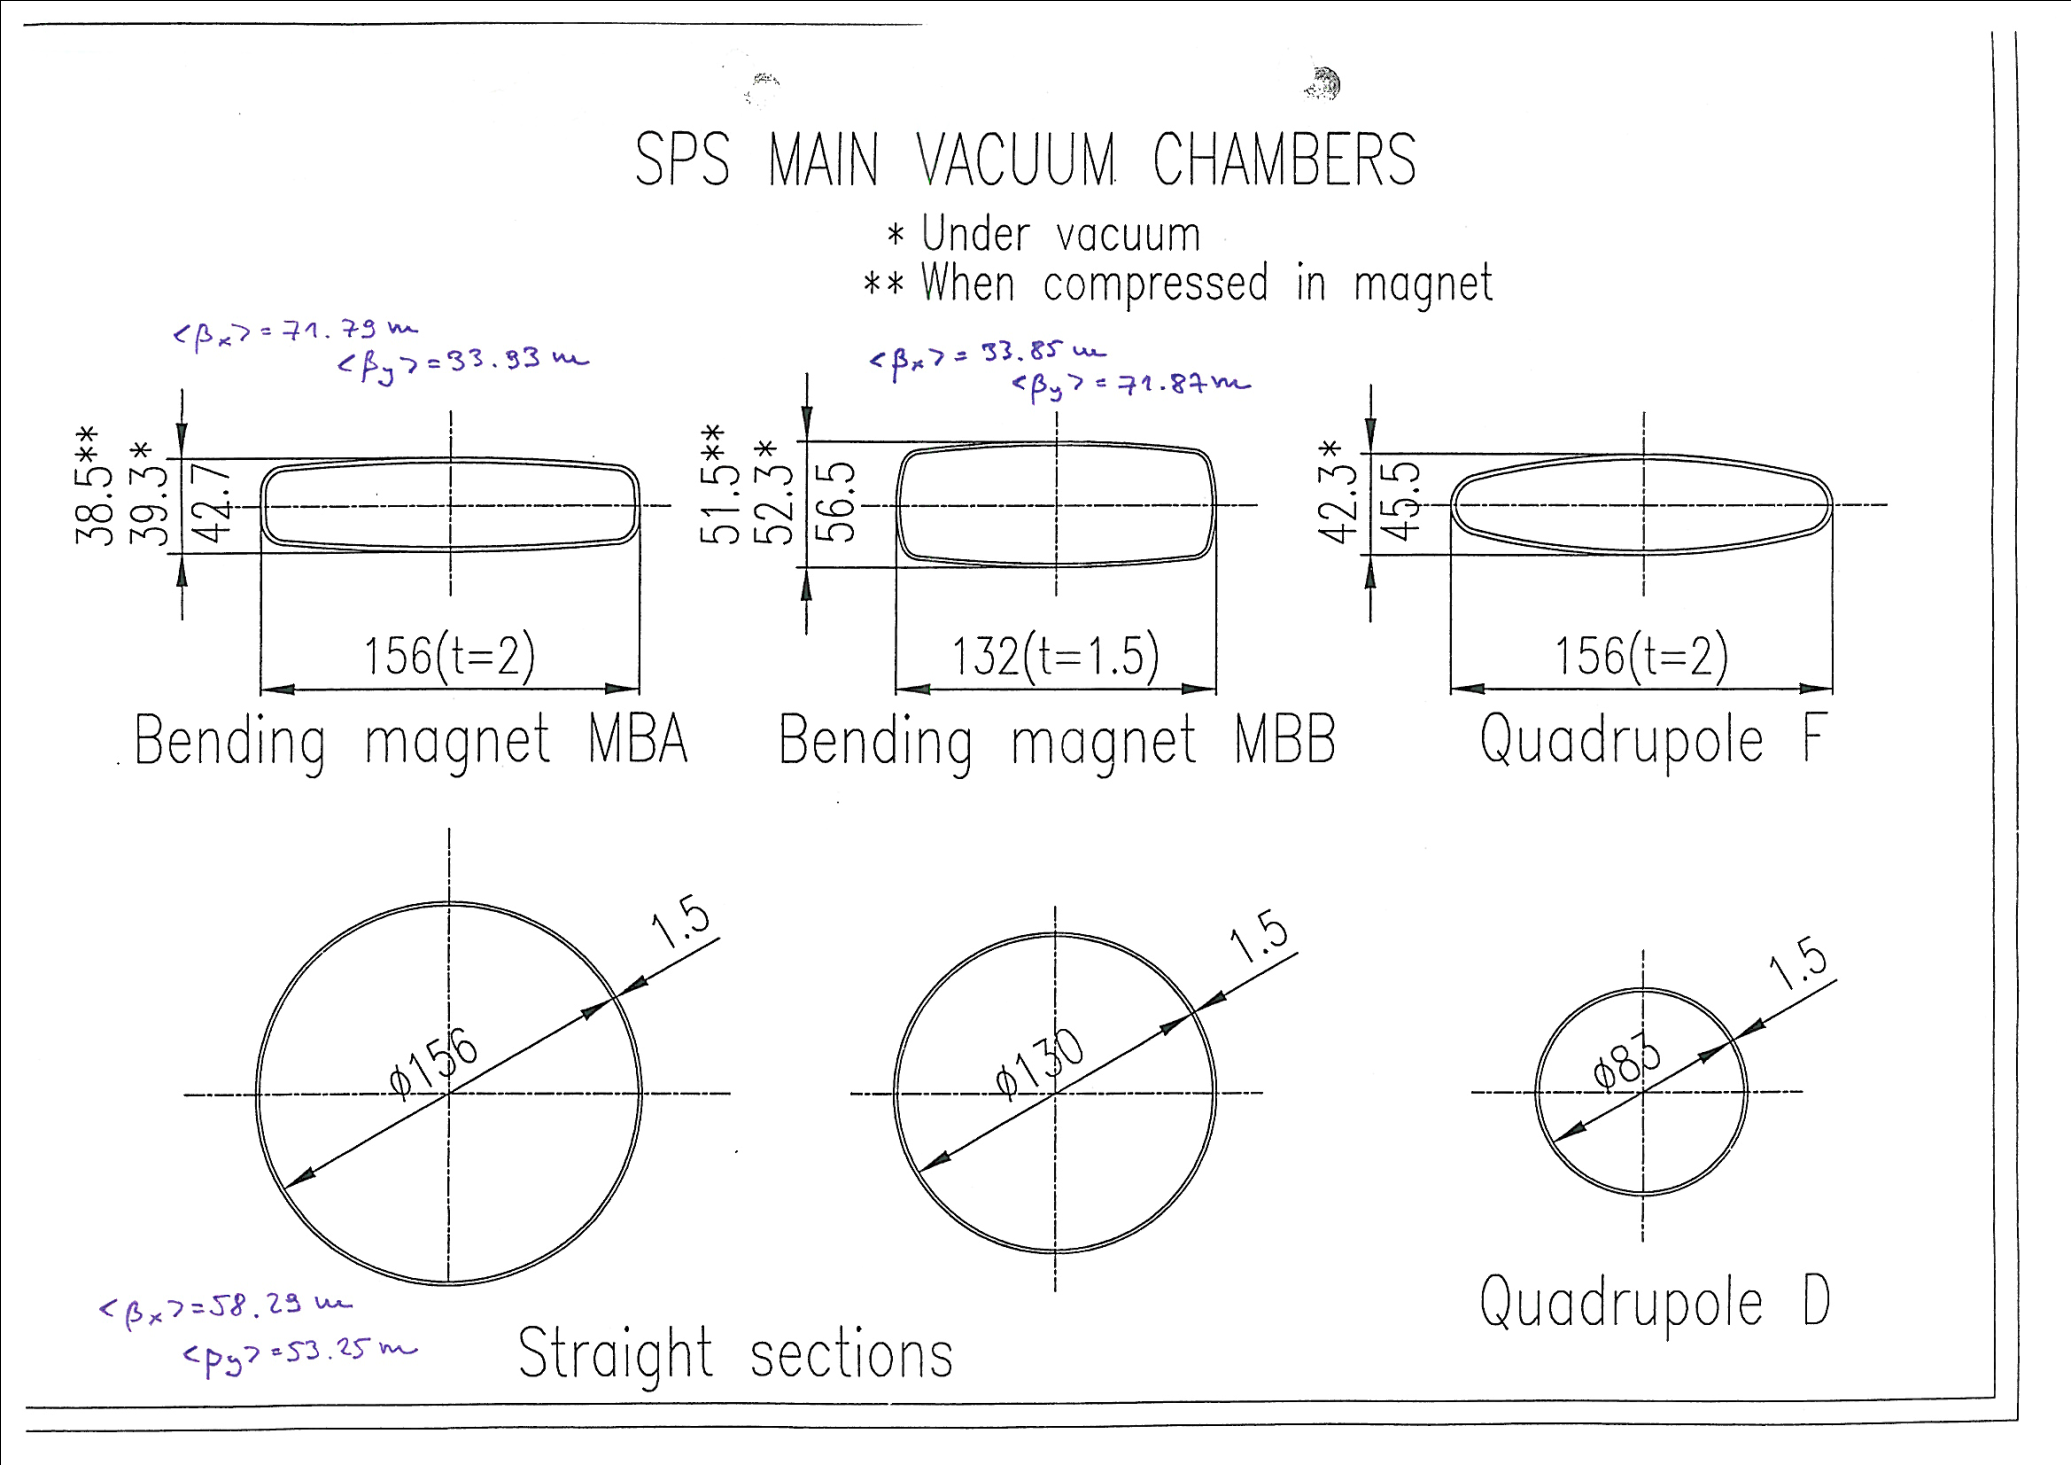 SPS MAIN VACUUM CHAMBERS
* Under vacuum
** When compressed in magnet
<βx> = 71.79 m
<βy> = 33.93 m
<βx> = 33.85 m
<βy> = 71.87 m
38.5**
39.3*
42.7
156(t=2)
Bending magnet MBA
51.5**
52.3*
56.5
132(t=1.5)
Bending magnet MBB
42.3*
45.5
156(t=2)
Quadrupole F
1.5
ϕ156
1.5
ϕ130
1.5
ϕ83
<βx> = 58.29 m
<βy> = 53.25 m
Straight sections
Quadrupole D